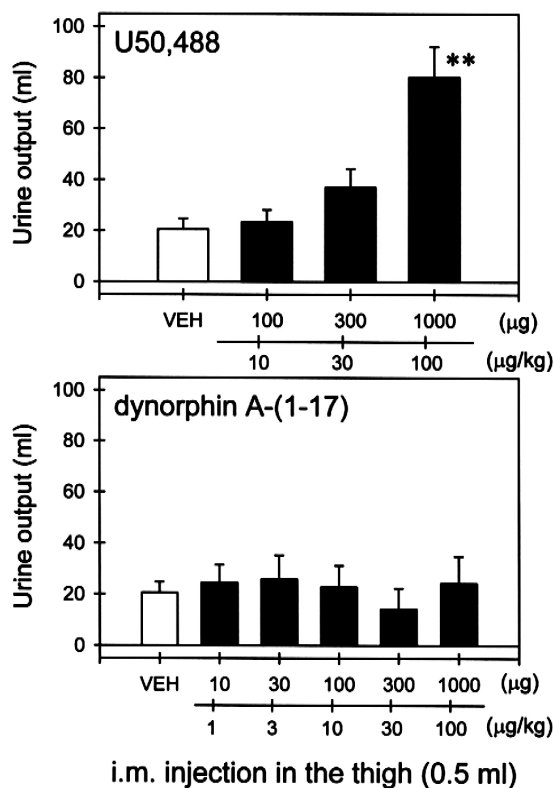 U50,488
Urine output (ml)
100
80
60
40
20
0
**
VEH 100 300 1000 (µg)
10 30 100 (µg/kg)
dynorphin A-(1-17)
Urine output (ml)
100
80
60
40
20
0
VEH 10 30 100 300 1000 (µg)
1 3 10 30 100 (µg/kg)
i.m. injection in the thigh (0.5 ml)